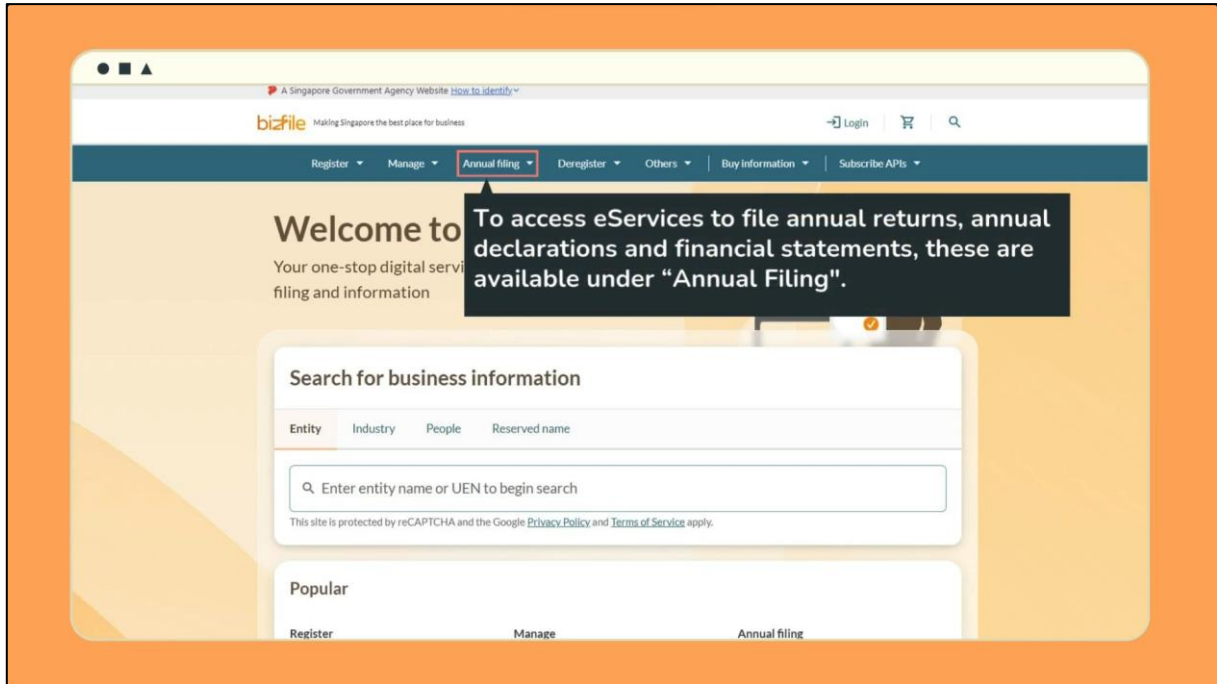 A Singapore Government Agency Website How to identify
bizfile Making Singapore the best place for business
Login
Register Manage Annual filing Deregister Others Buy information Subscribe APIs
Welcome to
Your one-stop digital servi
filing and information
To access eServices to file annual returns, annual
declarations and financial statements, these are
available under “Annual Filing".
Search for business information
Entity Industry People Reserved name
Enter entity name or UEN to begin search
This site is protected by reCAPTCHA and the Google Privacy Policy and Terms of Service apply.
Popular
Register Manage Annual filing